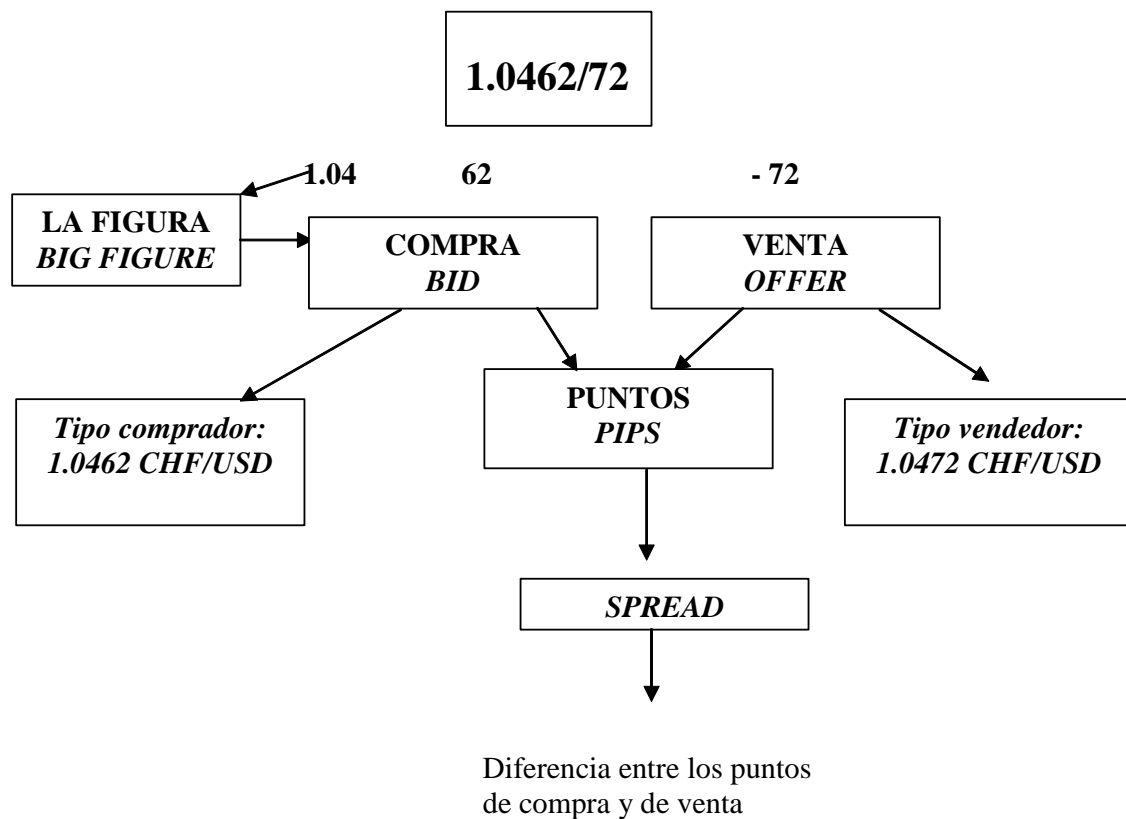 1.0462/72
1.04 62 - 72
LA FIGURA
BIG FIGURE
COMPRA
BID
VENTA
OFFER
Tipo comprador:
1.0462 CHF/USD
PUNTOS
PIPS
Tipo vendedor:
1.0472 CHF/USD
SPREAD
Diferencia entre los puntos
de compra y de venta